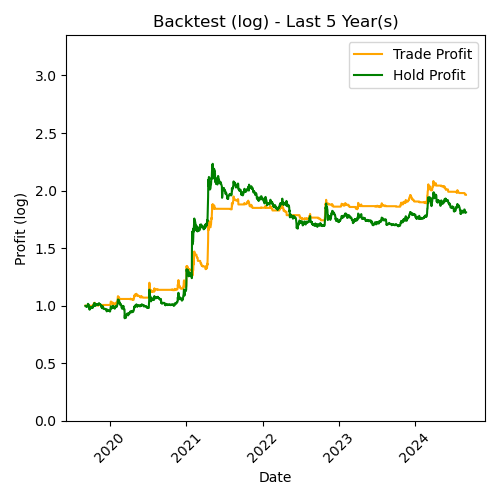 Backtest (log) - Last 5 Year(s)
Trade Profit
Hold Profit
Profit (log)
3.0
2.5
2.0
1.5
1.0
0.5
0.0
2020
2021
2022
2023
2024
Date